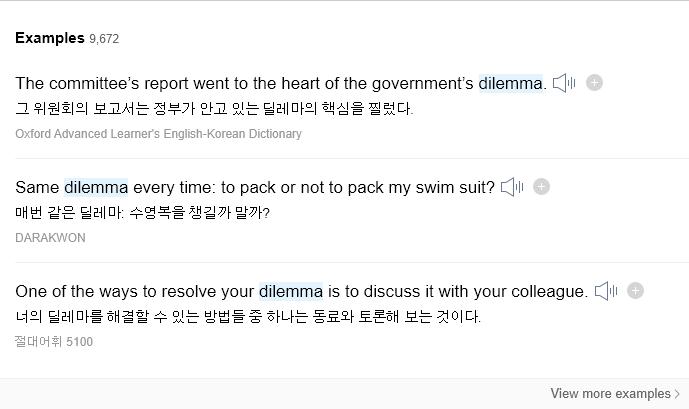 Examples 9,672
The committee's report went to the heart of the government's dilemma.
그 위원회의 보고서는 정부가 안고 있는 딜레마의 핵심을 찔렀다.
Oxford Advanced Learner's English-Korean Dictionary
Same dilemma every time: to pack or not to pack my swim suit?
매번 같은 딜레마: 수영복을 챙길까 말까?
DARAKWON
One of the ways to resolve your dilemma is to discuss it with your colleague.
너의 딜레마를 해결할 수 있는 방법들 중 하나는 동료와 토론해 보는 것이다.
절대어휘 5100
View more examples